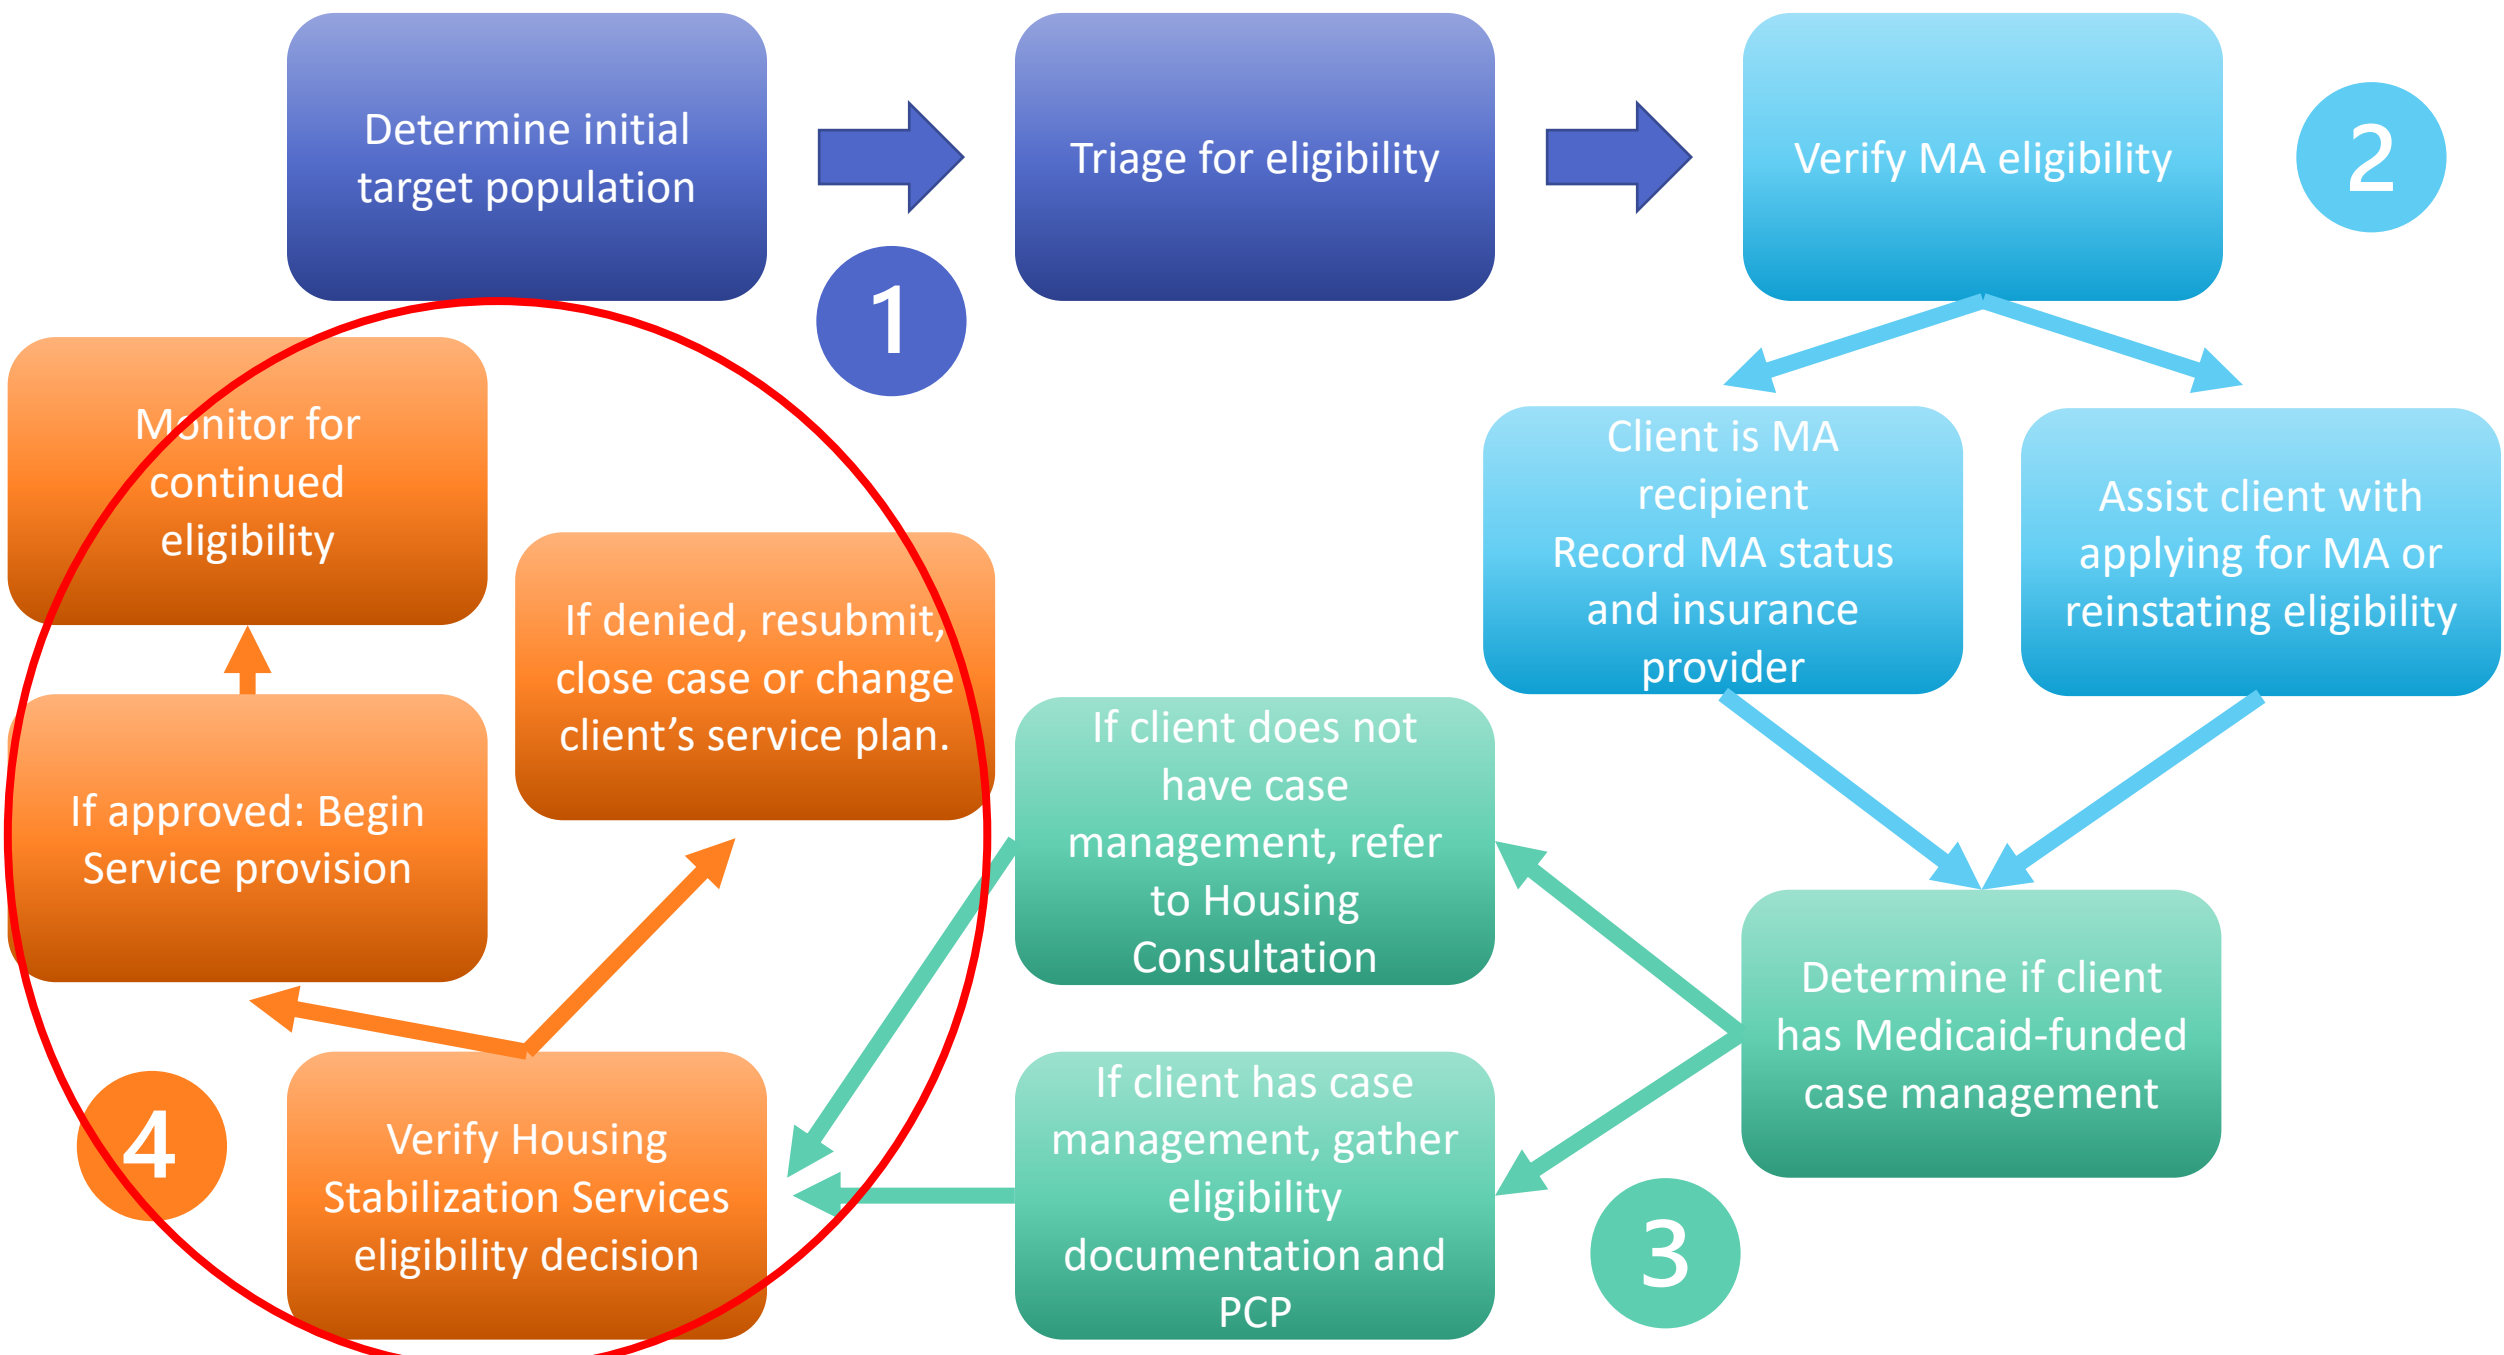 Determine initial
target population
1
Triage for eligibility
Verify MA eligibility
2
Client is MA
recipient
Record MA status
and insurance
provider
Assist client with
applying for MA or
reinstating eligibility
Determine if client
has Medicaid-funded
case management
3
If client does not
have case
management, refer
to Housing
Consultation
If client has case
management, gather
eligibility
documentation and
PCP
Verify Housing
Stabilization Services
eligibility decision
4
If denied, resubmit,
close case or change
client’s service plan.
If approved: Begin
Service provision
Monitor for
continued
eligibility